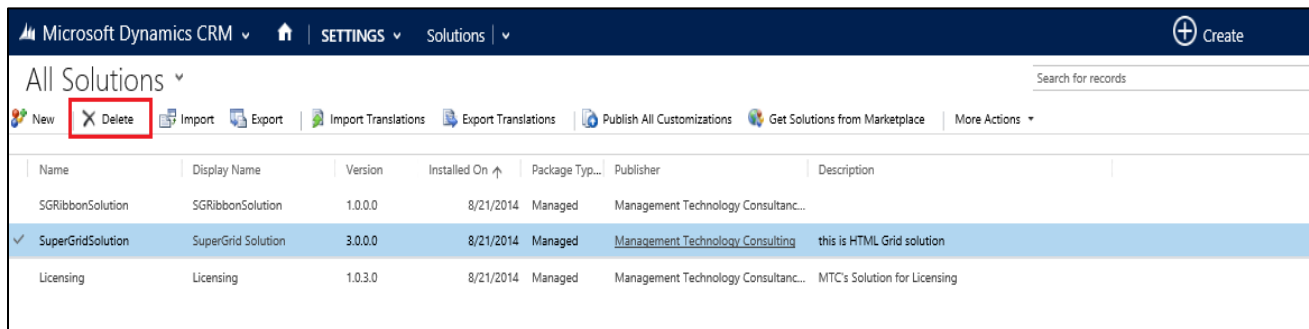 Microsoft Dynamics CRM SETTINGS Solutions Create
All Solutions
Search for records
New Delete Import Export Import Translations Export Translations Publish All Customizations Get Solutions from Marketplace More Actions
Name Display Name Version Installed On Package Typ... Publisher Description
SGRibbonSolution SGRibbonSolution 1.0.0.0 8/21/2014 Managed Management Technology Consultanc...
SuperGridSolution SuperGrid Solution 3.0.0.0 8/21/2014 Managed Management Technology Consulting this is HTML Grid solution
Licensing Licensing 1.0.3.0 8/21/2014 Managed Management Technology Consultanc... MTC's Solution for Licensing